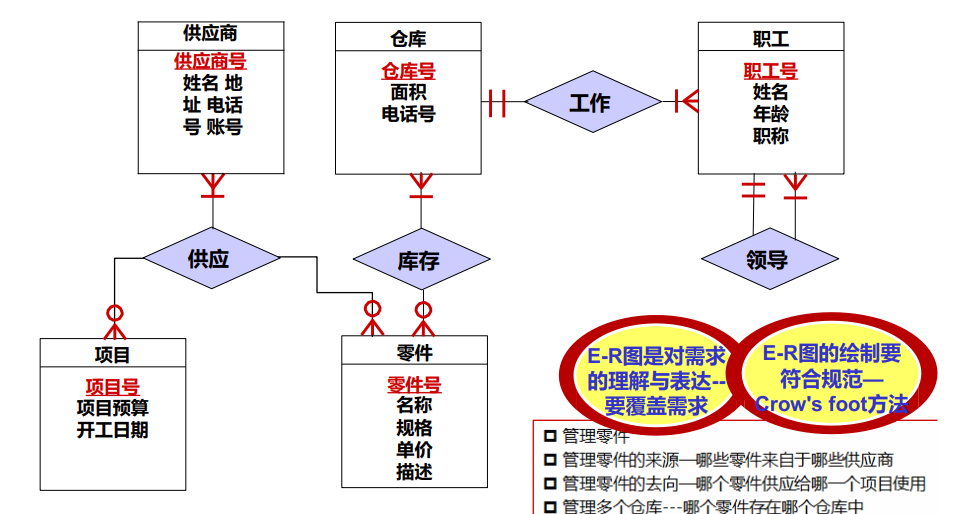 供应商
供应商号
姓名 地
址 电话
号 账号
仓库
仓库号
面积
电话号
工作
职工
职工号
姓名
年龄
职称
供应
库存
领导
项目
项目号
项目预算
开工日期
零件
零件号
名称
规格
单价
描述
E-R图是对需求
的理解与表达--
要覆盖需求
E-R图的绘制要
符合规范—
Crow's foot方法
管理零件
管理零件的来源—哪些零件来自于哪些供应商
管理零件的去向—哪个零件供应给哪一个项目使用
管理多个仓库---哪个零件存在哪个仓库中